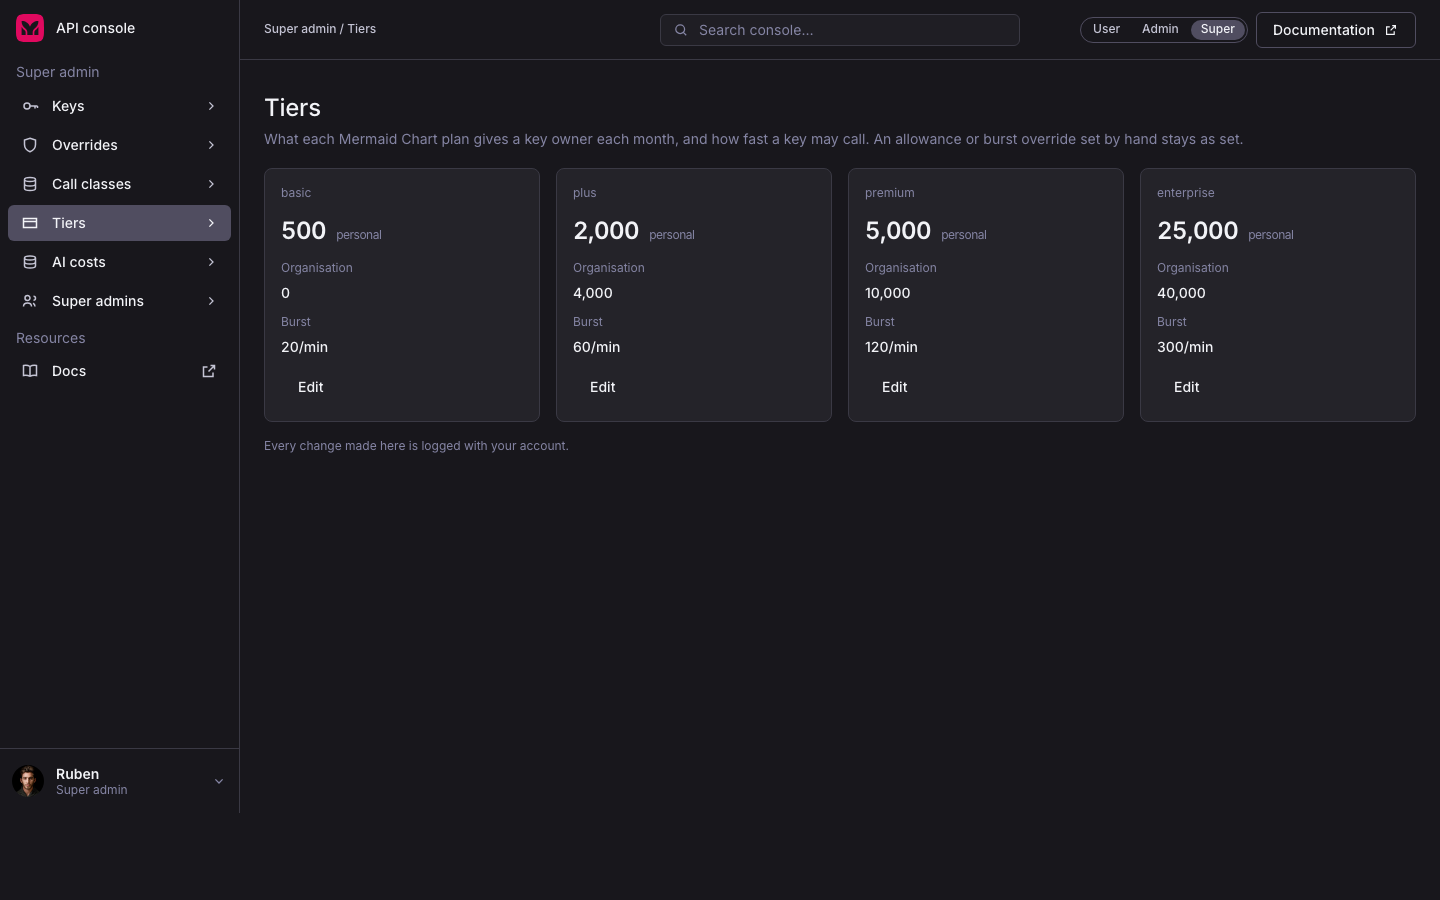 API console
Super admin / Tiers
Search console...
User Admin Super
Documentation
Super admin
Keys
Overrides
Call classes
Tiers
AI costs
Super admins
Resources
Docs
Ruben
Super admin
Tiers
What each Mermaid Chart plan gives a key owner each month, and how fast a key may call. An allowance or burst override set by hand stays as set.
basic
500 personal
Organisation
0
Burst
20/min
Edit
plus
2,000 personal
Organisation
4,000
Burst
60/min
Edit
premium
5,000 personal
Organisation
10,000
Burst
120/min
Edit
enterprise
25,000 personal
Organisation
40,000
Burst
300/min
Edit
Every change made here is logged with your account.